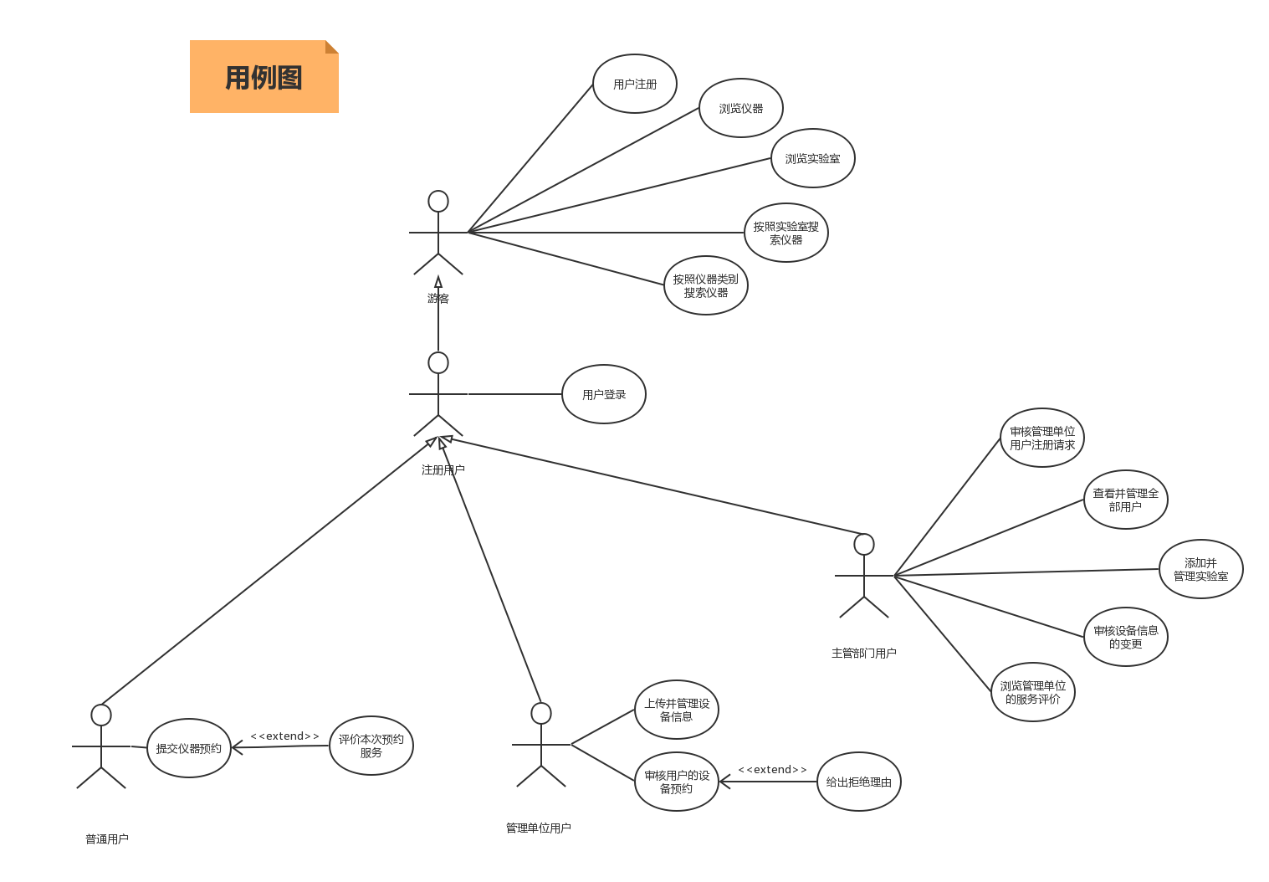 用例图
用户注册
浏览仪器
浏览实验室
按照实验室搜
索仪器
按照仪器类别
搜索仪器
游客
用户登录
注册用户
审核管理单位
用户注册请求
查看并管理全
部用户
添加并
管理实验室
审核设备信息
的变更
浏览管理单位
的服务评价
主管部门用户
上传并管理设
备信息
提交仪器预约
<<extend>>
评价本次预约
服务
审核用户的设
备预约
<<extend>>
给出拒绝理由
管理单位用户
普通用户